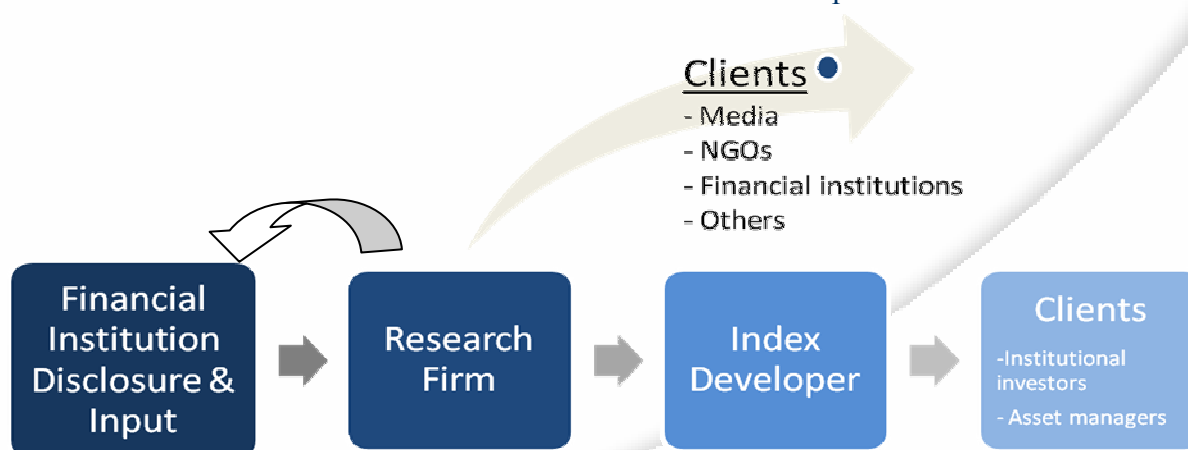 Clients
- Media
- NGOs
- Financial institutions
- Others
Financial
Institution
Disclosure &
Input
Research
Firm
Index
Developer
Clients
-Institutional
investors
- Asset managers